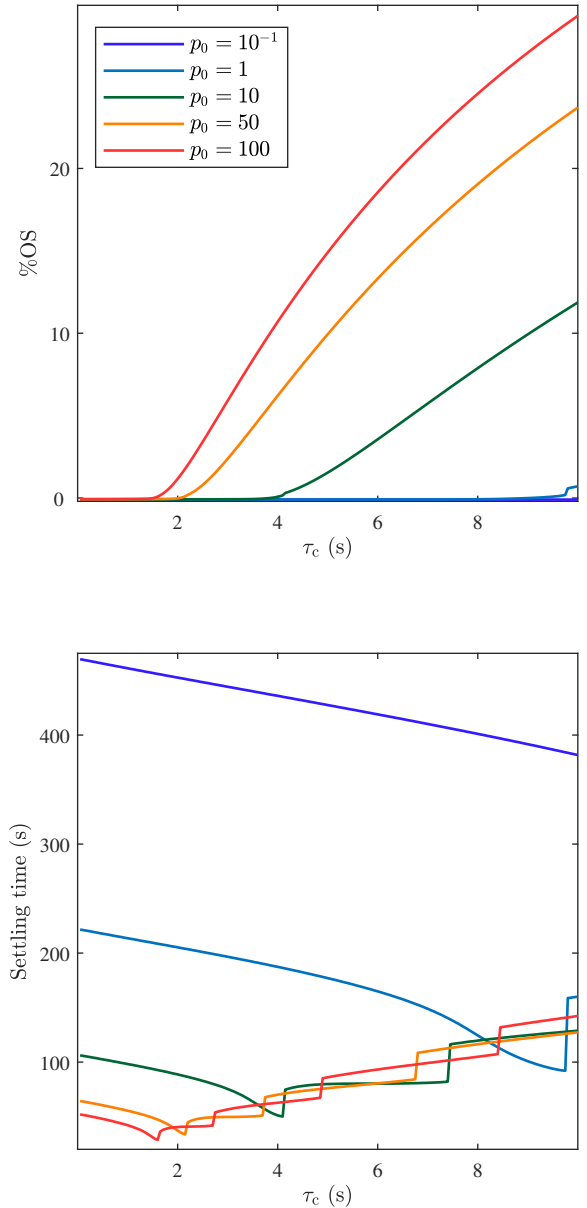 p₀ = 10⁻¹
p₀ = 1
p₀ = 10
p₀ = 50
p₀ = 100
%OS
20
10
0
2 4 6 8
τc (s)
Settling time (s)
400
300
200
100
2 4 6 8
τc (s)